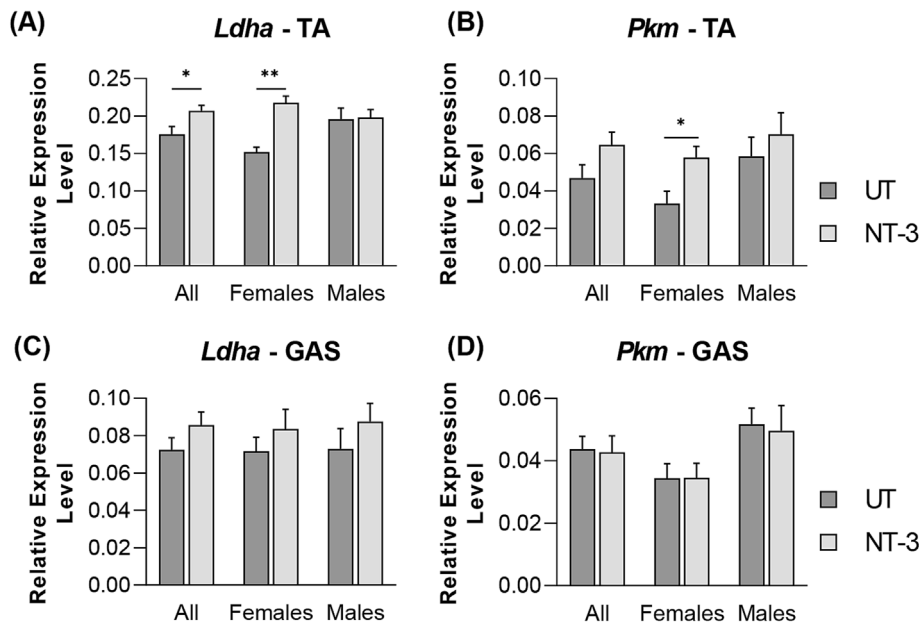 (A)
Ldha - TA
Relative Expression
Level
0.25
0.20
0.15
0.10
0.05
0.00
*
**
All
Females
Males
(B)
Pkm - TA
Relative Expression
Level
0.10
0.08
0.06
0.04
0.02
0.00
*
All
Females
Males
UT
NT-3
(C)
Ldha - GAS
Relative Expression
Level
0.10
0.08
0.06
0.04
0.02
0.00
All
Females
Males
(D)
Pkm - GAS
Relative Expression
Level
0.06
0.04
0.02
0.00
All
Females
Males
UT
NT-3